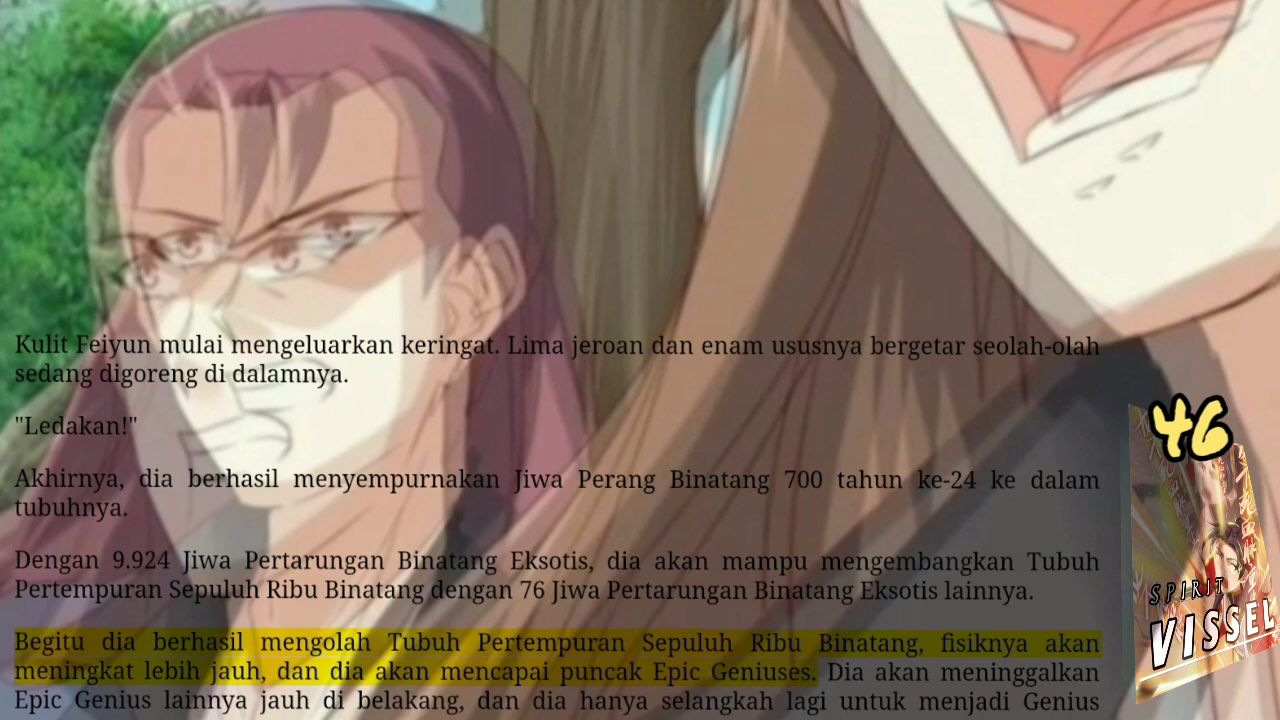 Kulit Feiyun mulai mengeluarkan keringat. Lima jeroan dan enam ususnya bergetar seolah-olah
sedang digoreng di dalamnya.
"Ledakan!"
Akhirnya, dia berhasil menyempurnakan Jiwa Perang Binatang 700 tahun ke-24 ke dalam
tubuhnya.
Dengan 9.924 Jiwa Pertarungan Binatang Eksotis, dia akan mampu mengembangkan Tubuh
Pertempuran Sepuluh Ribu Binatang dengan 76 Jiwa Pertarungan Binatang Eksotis lainnya.
Begitu dia berhasil mengolah Tubuh Pertempuran Sepuluh Ribu Binatang, fisiknya akan
meningkat lebih jauh, dan dia akan mencapai puncak Epic Geniuses. Dia akan meninggalkan
Epic Genius lainnya jauh di belakang, dan dia hanya selangkah lagi untuk menjadi Genius
46
SPIRIT
VISSEL